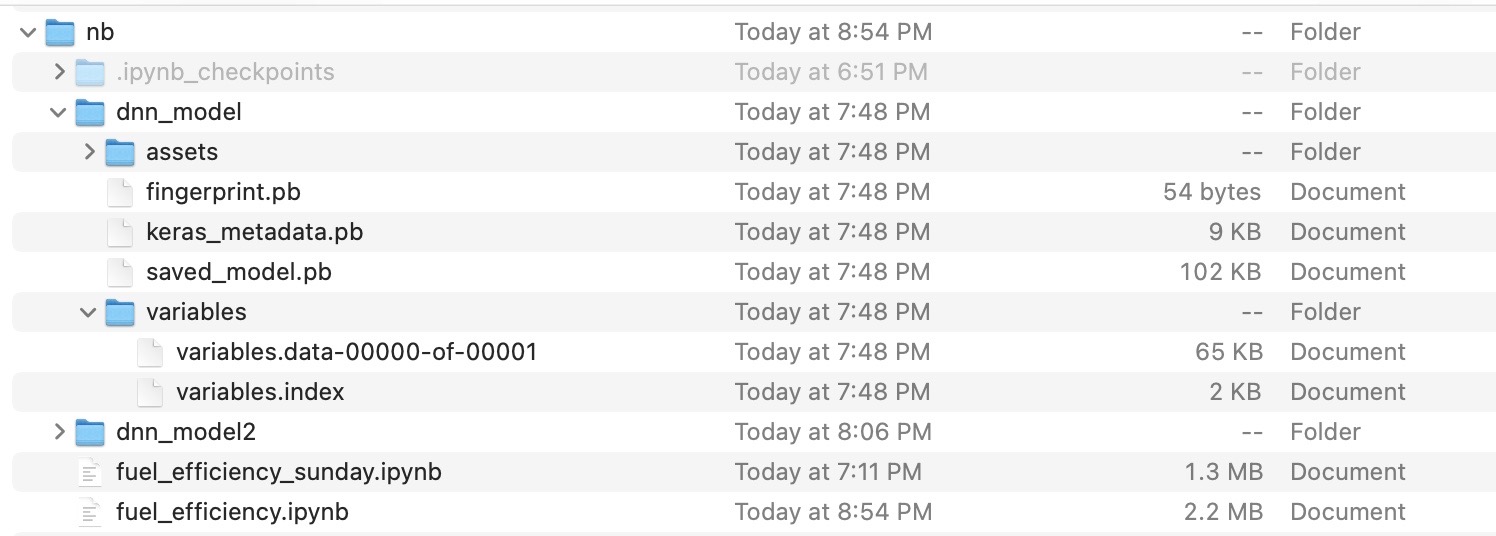 nb Today at 8:54 PM -- Folder
.ipynb_checkpoints Today at 6:51 PM -- Folder
dnn_model Today at 7:48 PM -- Folder
assets Today at 7:48 PM -- Folder
fingerprint.pb Today at 7:48 PM 54 bytes Document
keras_metadata.pb Today at 7:48 PM 9 KB Document
saved_model.pb Today at 7:48 PM 102 KB Document
variables Today at 7:48 PM -- Folder
variables.data-00000-of-00001 Today at 7:48 PM 65 KB Document
variables.index Today at 7:48 PM 2 KB Document
dnn_model2 Today at 8:06 PM -- Folder
fuel_efficiency_sunday.ipynb Today at 7:11 PM 1.3 MB Document
fuel_efficiency.ipynb Today at 8:54 PM 2.2 MB Document